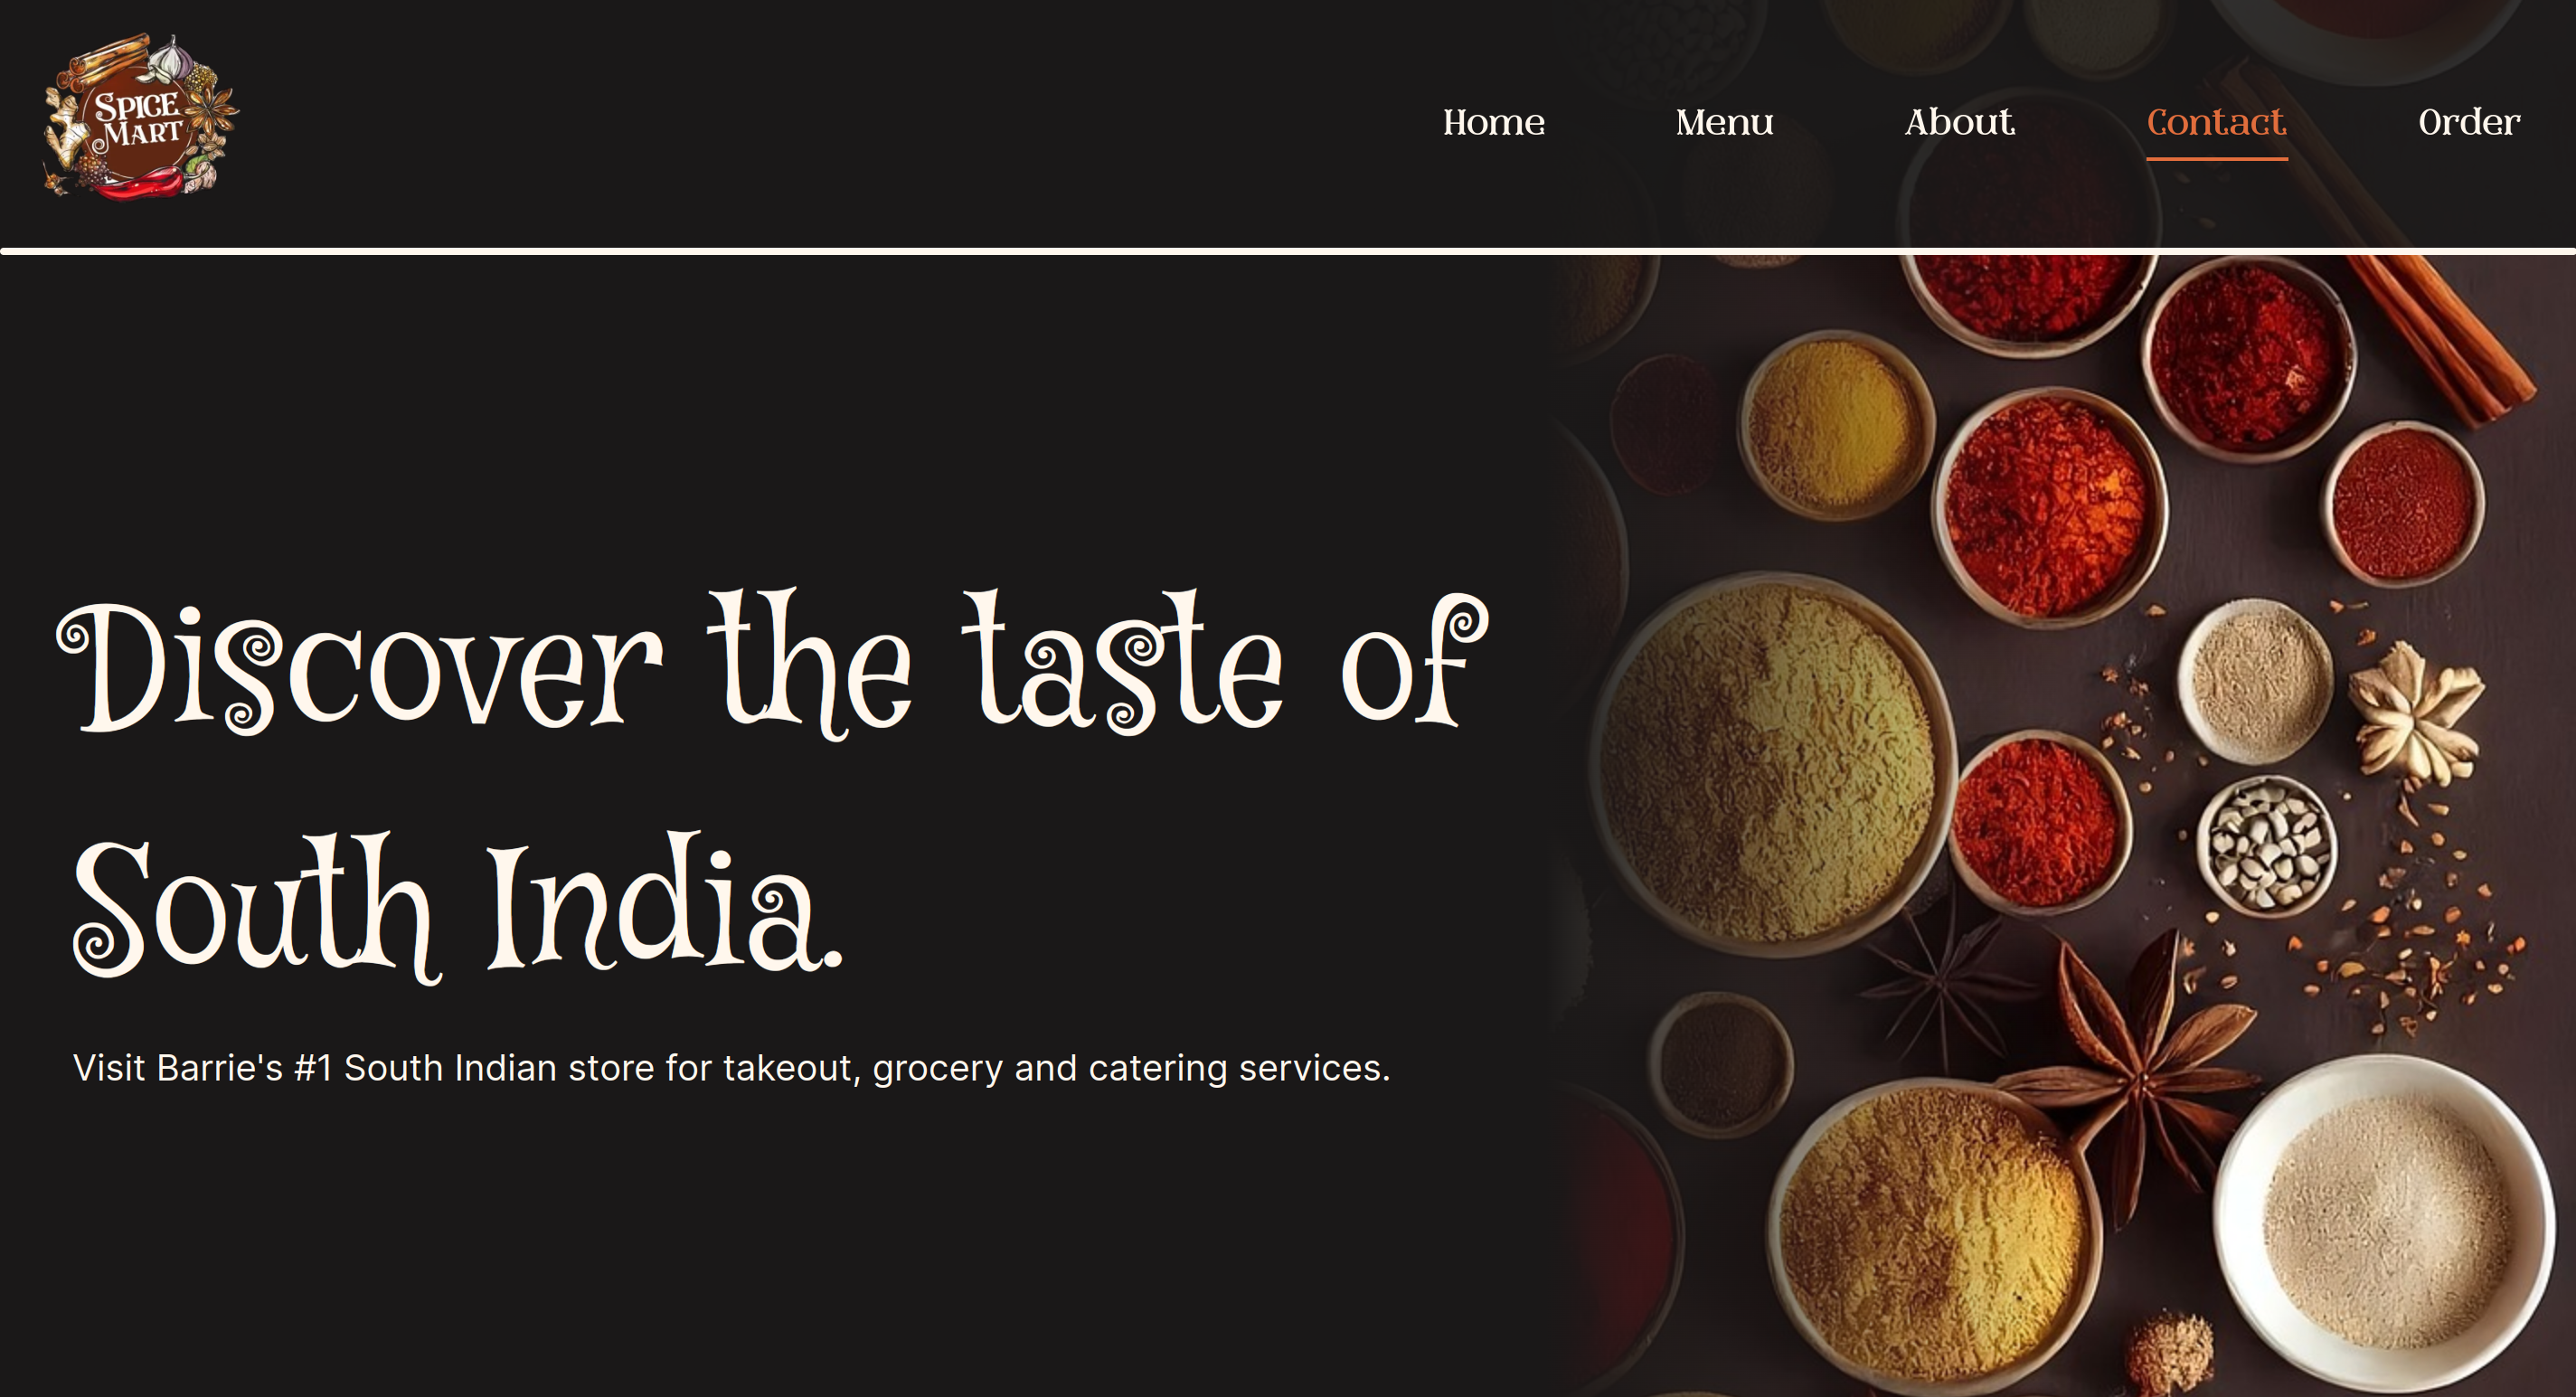 SPICE
MART
Home Menu About Contact Order
Discover the taste of
South India.
Visit Barrie's #1 South Indian store for takeout, grocery and catering services.